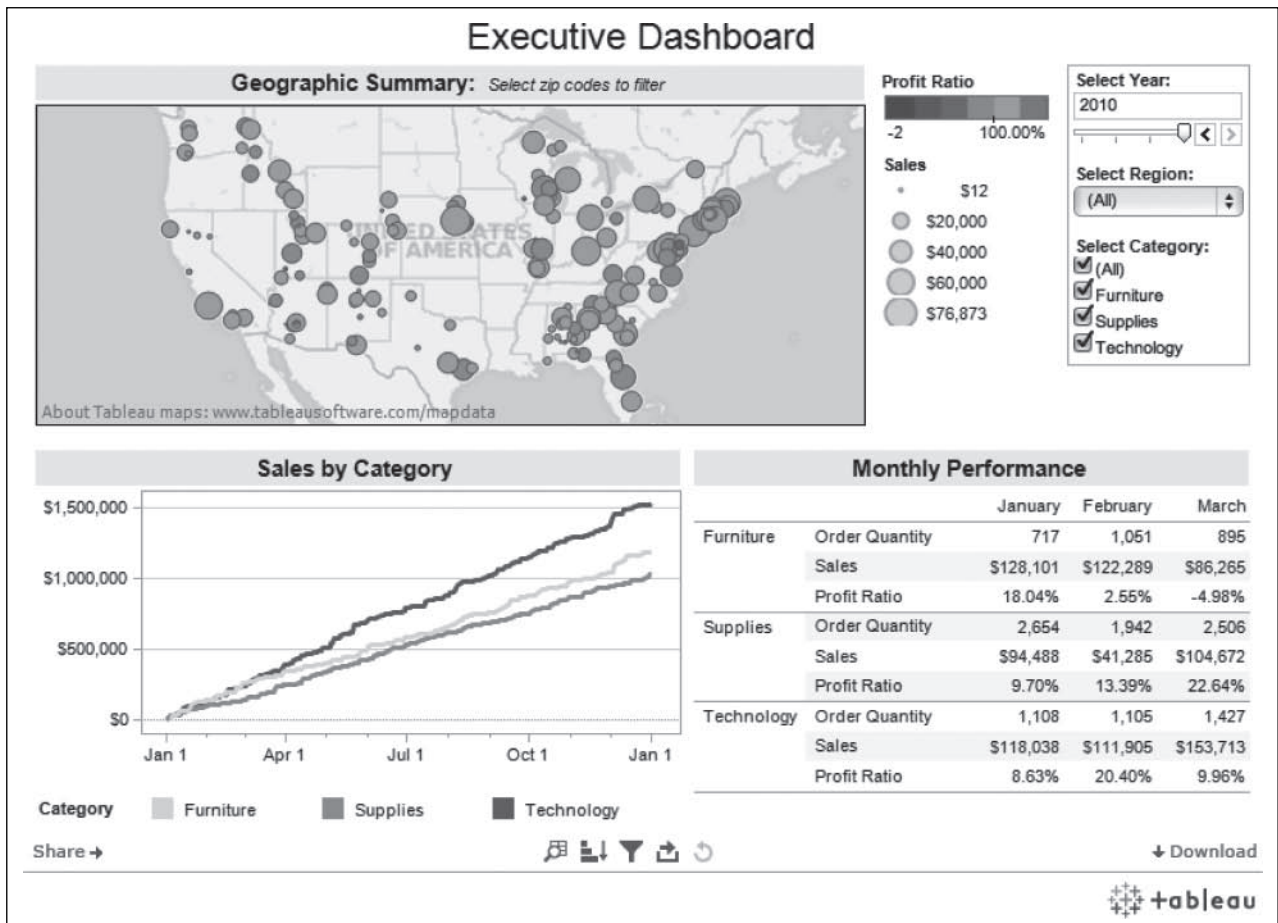 Executive Dashboard
Geographic Summary: Select zip codes to filter
UNITED STATES
OF AMERICA
About Tableau maps: www.tableausoftware.com/mapdata
Profit Ratio
-2 100.00%
Sales
$12
$20,000
$40,000
$60,000
$76,873
Select Year:
2010
Select Region:
(All)
Select Category:
(All)
Furniture
Supplies
Technology
Sales by Category
$1,500,000
$1,000,000
$500,000
$0
Jan 1 Apr 1 Jul 1 Oct 1 Jan 1
Category Furniture Supplies Technology
Monthly Performance
January February March
Furniture Order Quantity 717 1,051 895
Sales $128,101 $122,289 $86,265
Profit Ratio 18.04% 2.55% -4.98%
Supplies Order Quantity 2,654 1,942 2,506
Sales $94,488 $41,285 $104,672
Profit Ratio 9.70% 13.39% 22.64%
Technology Order Quantity 1,108 1,105 1,427
Sales $118,038 $111,905 $153,713
Profit Ratio 8.63% 20.40% 9.96%
Share
Download
+ableau